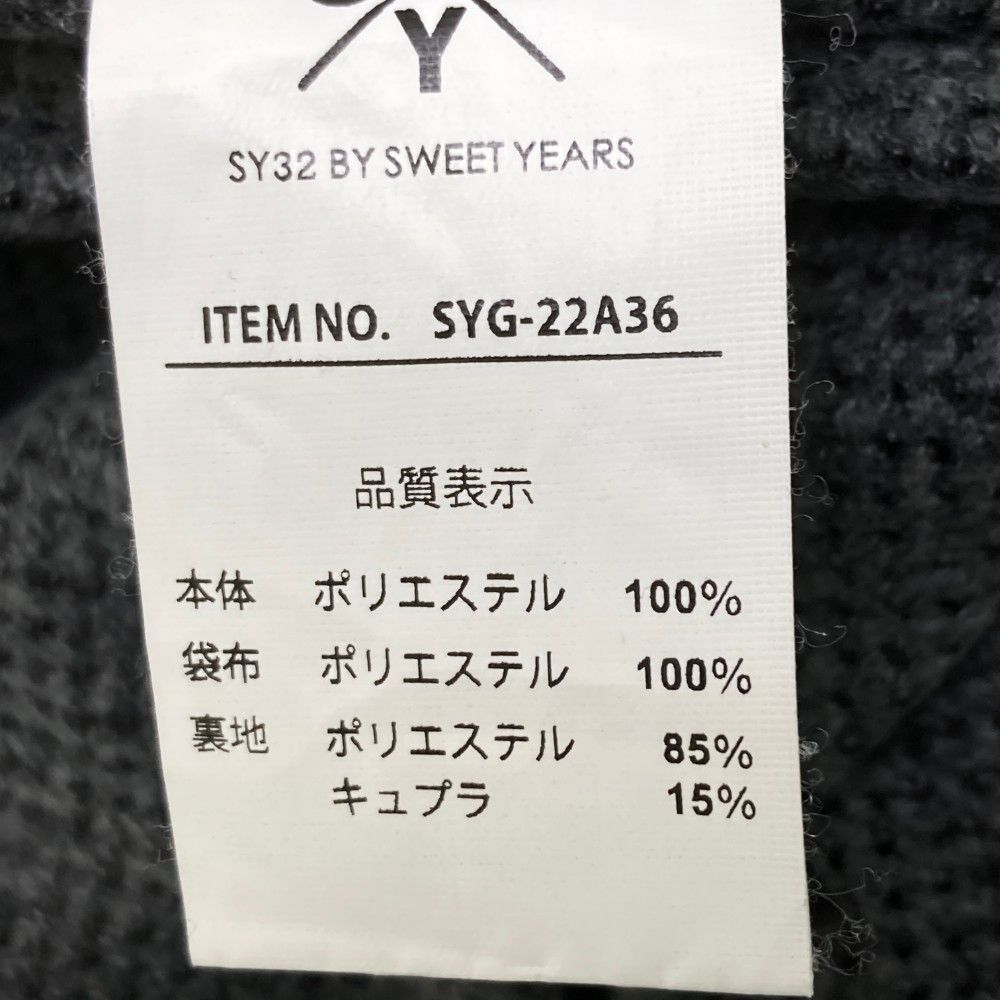 Y
SY32 BY SWEET YEARS
ITEM NO. SYG-22A36
品質表示
本体 ポリエステル 100%
袋布 ポリエステル 100%
裏地 ポリエステル 85%
キュプラ 15%